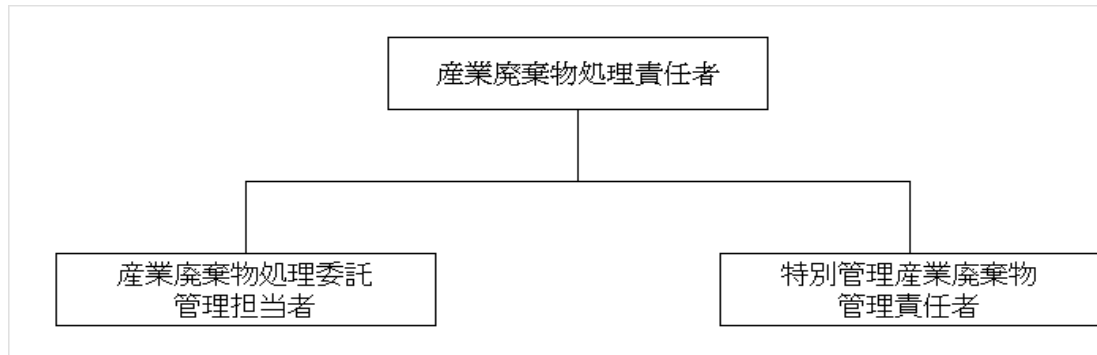 産業廃棄物処理責任者
産業廃棄物処理委託
管理担当者
特別管理産業廃棄物
管理責任者